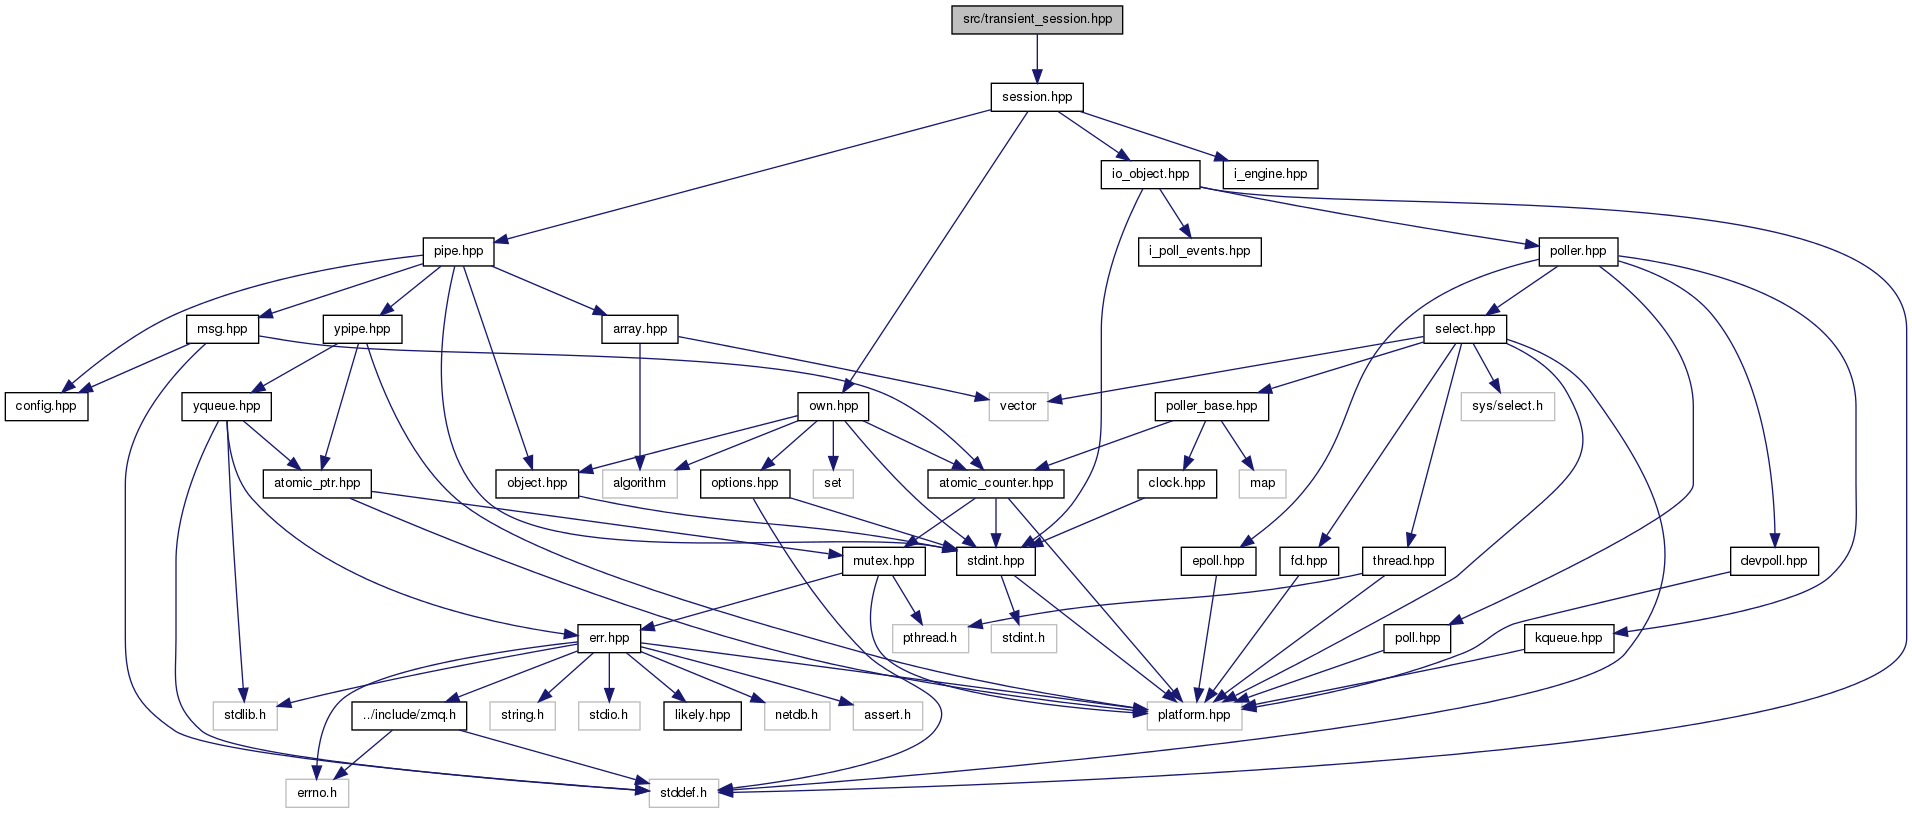 src/transient_session.hpp
session.hpp
io_object.hpp
i_engine.hpp
pipe.hpp
i_poll_events.hpp
poller.hpp
msg.hpp
ypipe.hpp
array.hpp
select.hpp
config.hpp
yqueue.hpp
own.hpp
vector
poller_base.hpp
sys/select.h
atomic_ptr.hpp
object.hpp
algorithm
options.hpp
set
atomic_counter.hpp
clock.hpp
map
mutex.hpp
stdint.hpp
epoll.hpp
fd.hpp
thread.hpp
devpoll.hpp
err.hpp
pthread.h
stdint.h
poll.hpp
kqueue.hpp
stdlib.h
../include/zmq.h
string.h
stdio.h
likely.hpp
netdb.h
assert.h
platform.hpp
errno.h
stddef.h